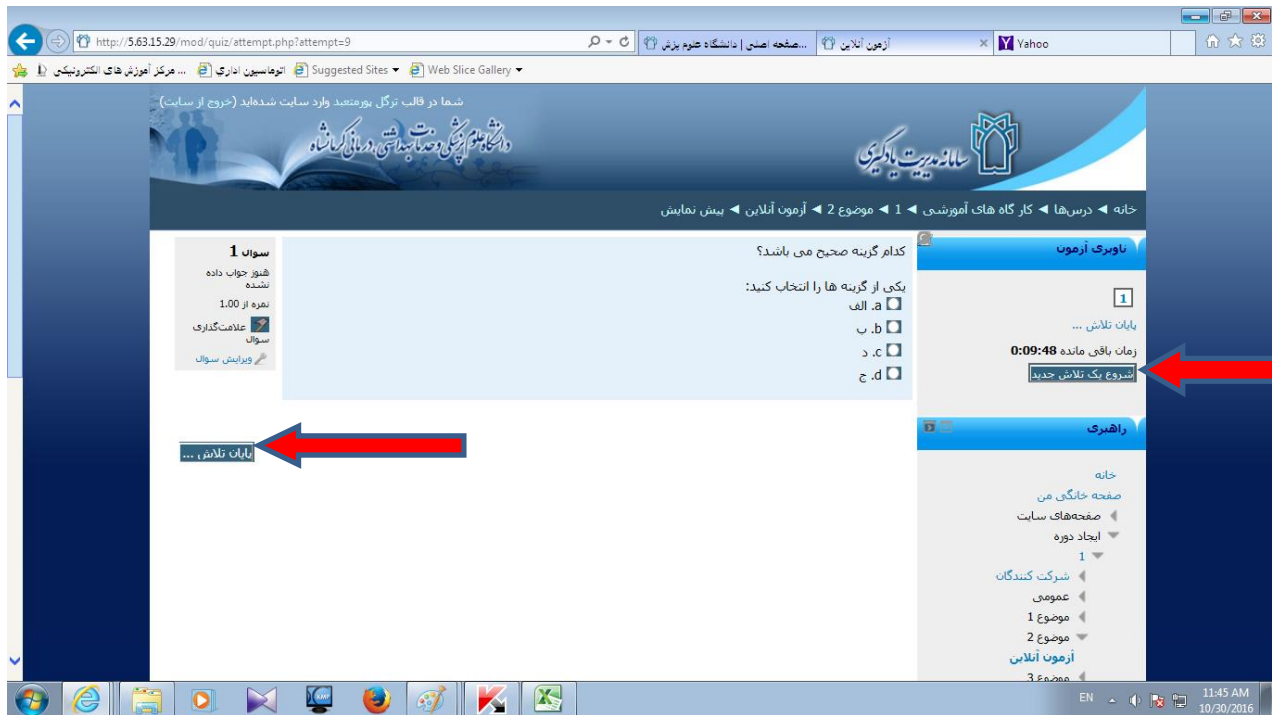 http://5.63.15.29/mod/quiz/attempt.php?attempt=9
صفحه اصلی | دانشگاه علوم پزش...
آزمون آنلاین
Yahoo
مرکز آموزش های الکترونیکی ...
اتوماسیون اداري
Suggested Sites
Web Slice Gallery
شما در قالب ترگل پورمتعبد وارد سایت شده‌اید (خروج از سایت)
سامانه مدیریت یادگیری
دانشگاه علوم پزشکی و خدمات بهداشتی، درمانی کرمانشاه
خانه ◄ درس‌ها ◄ کار گاه های آموزشی ◄ 1 ◄ موضوع 2 ◄ آزمون آنلاین ◄ پیش نمایش
ناوبری آزمون
1
پایان تلاش ...
زمان باقی مانده 0:09:48
شروع یک تلاش جدید
کدام گزینه صحیح می باشد؟
یکی از گزینه ها را انتخاب کنید:
a. الف
b. ب
c. د
d. ج
سوال 1
هنوز جواب داده
نشده
نمره از 1.00
علامت‌گذاری
سوال
ویرایش سوال
پایان تلاش ...
راهبری
خانه
صفحه خانگی من
صفحه‌های سایت
ایجاد دوره
1
شرکت کنندگان
عمومی
موضوع 1
موضوع 2
آزمون آنلاین
موضوع 3
EN
11:45 AM
10/30/2016